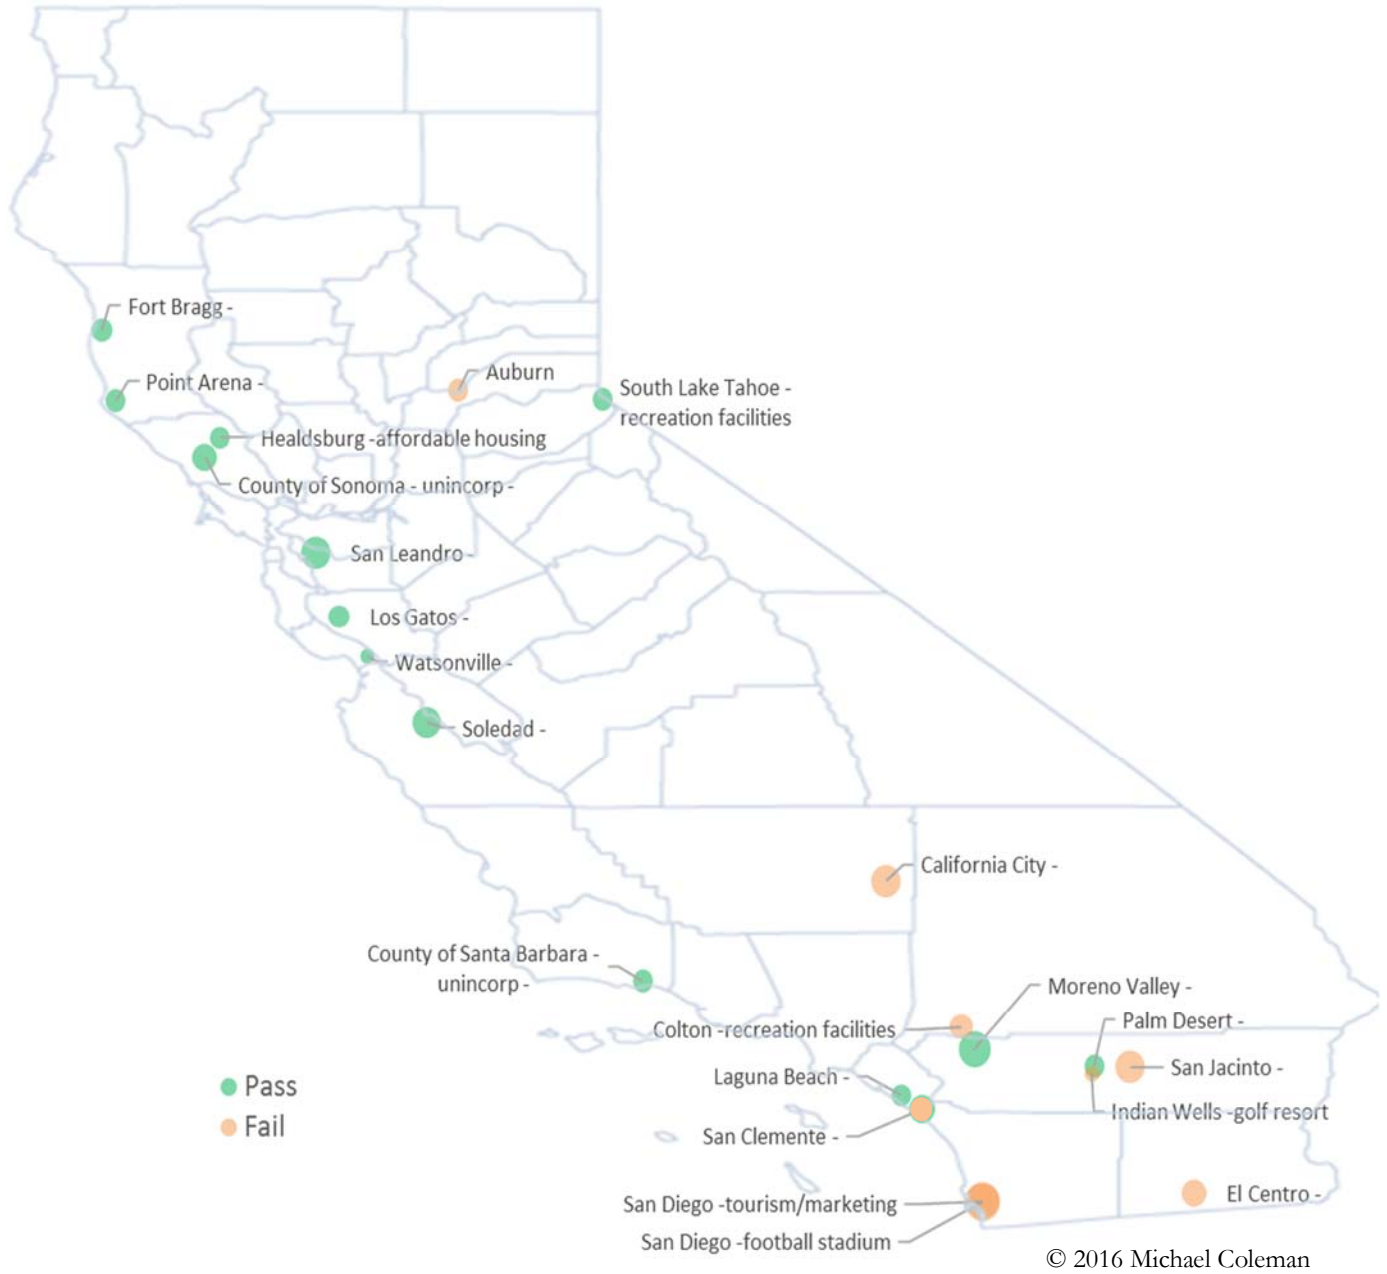 Fort Bragg -
Point Arena -
Auburn
South Lake Tahoe -
recreation facilities
Healdsburg -affordable housing
County of Sonoma - unincorp -
San Leandro -
Los Gatos -
Watsonville -
Soledad -
California City -
County of Santa Barbara -
unincorp -
Moreno Valley -
Palm Desert -
Colton -recreation facilities
San Jacinto -
Laguna Beach -
Pass
Indian Wells -golf resort
Fail
San Clemente -
El Centro -
San Diego -tourism/marketing
San Diego -football stadium
© 2016 Michael Coleman